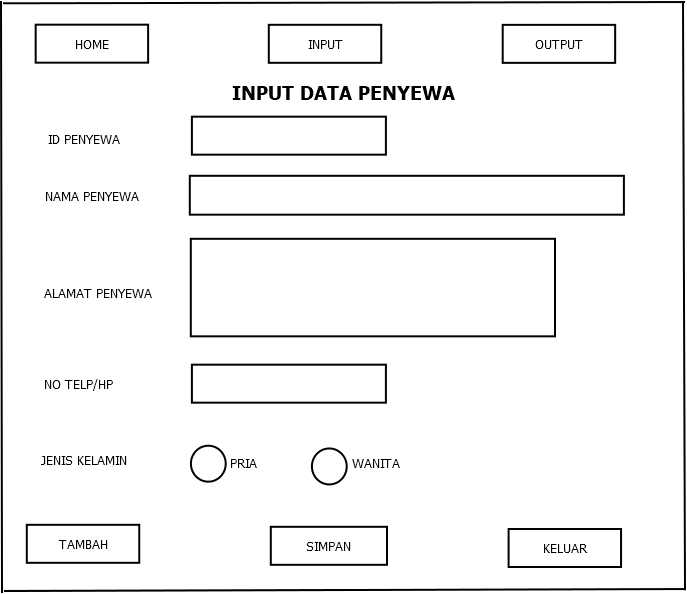 HOME INPUT OUTPUT
INPUT DATA PENYEWA
ID PENYEWA
NAMA PENYEWA
ALAMAT PENYEWA
NO TELP/HP
JENIS KELAMIN PRIA WANITA
TAMBAH SIMPAN KELUAR